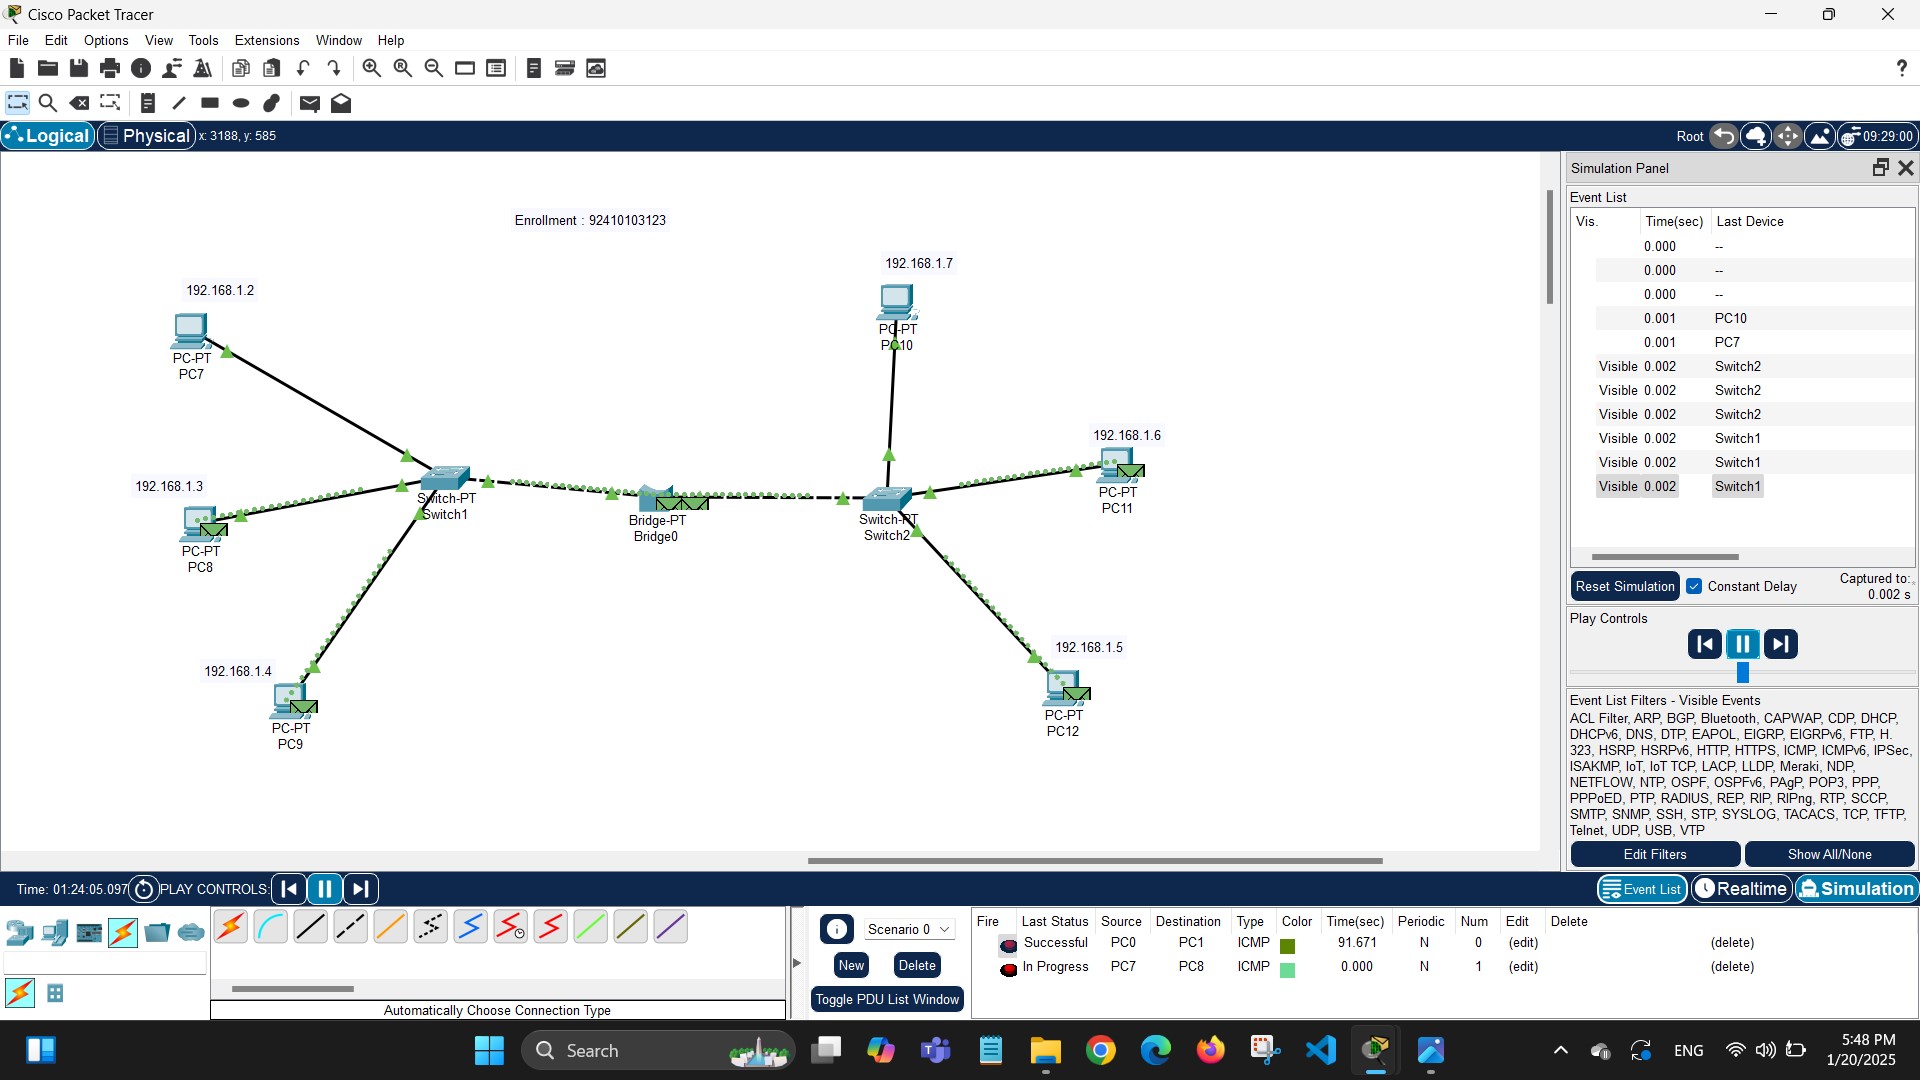 Cisco Packet Tracer
File Edit Options View Tools Extensions Window Help
Logical Physical x: 3188, y: 585 Root 09:29:00
Enrollment : 92410103123
192.168.1.2
PC-PT
PC7
192.168.1.3
PC-PT
PC8
192.168.1.4
PC-PT
PC9
Switch-PT
Switch1
Bridge-PT
Bridge0
Switch-PT
Switch2
192.168.1.7
PC-PT
PC10
192.168.1.6
PC-PT
PC11
192.168.1.5
PC-PT
PC12
Simulation Panel
Event List
Vis. Time(sec) Last Device
0.000 --
0.000 --
0.000 --
0.001 PC10
0.001 PC7
Visible 0.002 Switch2
Visible 0.002 Switch2
Visible 0.002 Switch2
Visible 0.002 Switch1
Visible 0.002 Switch1
Visible 0.002 Switch1
Reset Simulation Constant Delay Captured to:
0.002 s
Play Controls
Event List Filters - Visible Events
ACL Filter, ARP, BGP, Bluetooth, CAPWAP, CDP, DHCP,
DHCPv6, DNS, DTP, EAPOL, EIGRP, EIGRPv6, FTP, H.
323, HSRP, HSRPv6, HTTP, HTTPS, ICMP, ICMPv6, IPSec,
ISAKMP, IoT, IoT TCP, LACP, LLDP, Meraki, NDP,
NETFLOW, NTP, OSPF, OSPFv6, PAgP, POP3, PPP,
PPPoED, PTP, RADIUS, REP, RIP, RIPng, RTP, SCCP,
SMTP, SNMP, SSH, STP, SYSLOG, TACACS, TCP, TFTP,
Telnet, UDP, USB, VTP
Edit Filters Show All/None
Time: 01:24:05.097 PLAY CONTROLS: Event List Realtime Simulation
Automatically Choose Connection Type
Scenario 0
New Delete
Toggle PDU List Window
Fire Last Status Source Destination Type Color Time(sec) Periodic Num Edit Delete
Successful PC0 PC1 ICMP 91.671 N 0 (edit) (delete)
In Progress PC7 PC8 ICMP 0.000 N 1 (edit) (delete)
Search
ENG
5:48 PM
1/20/2025